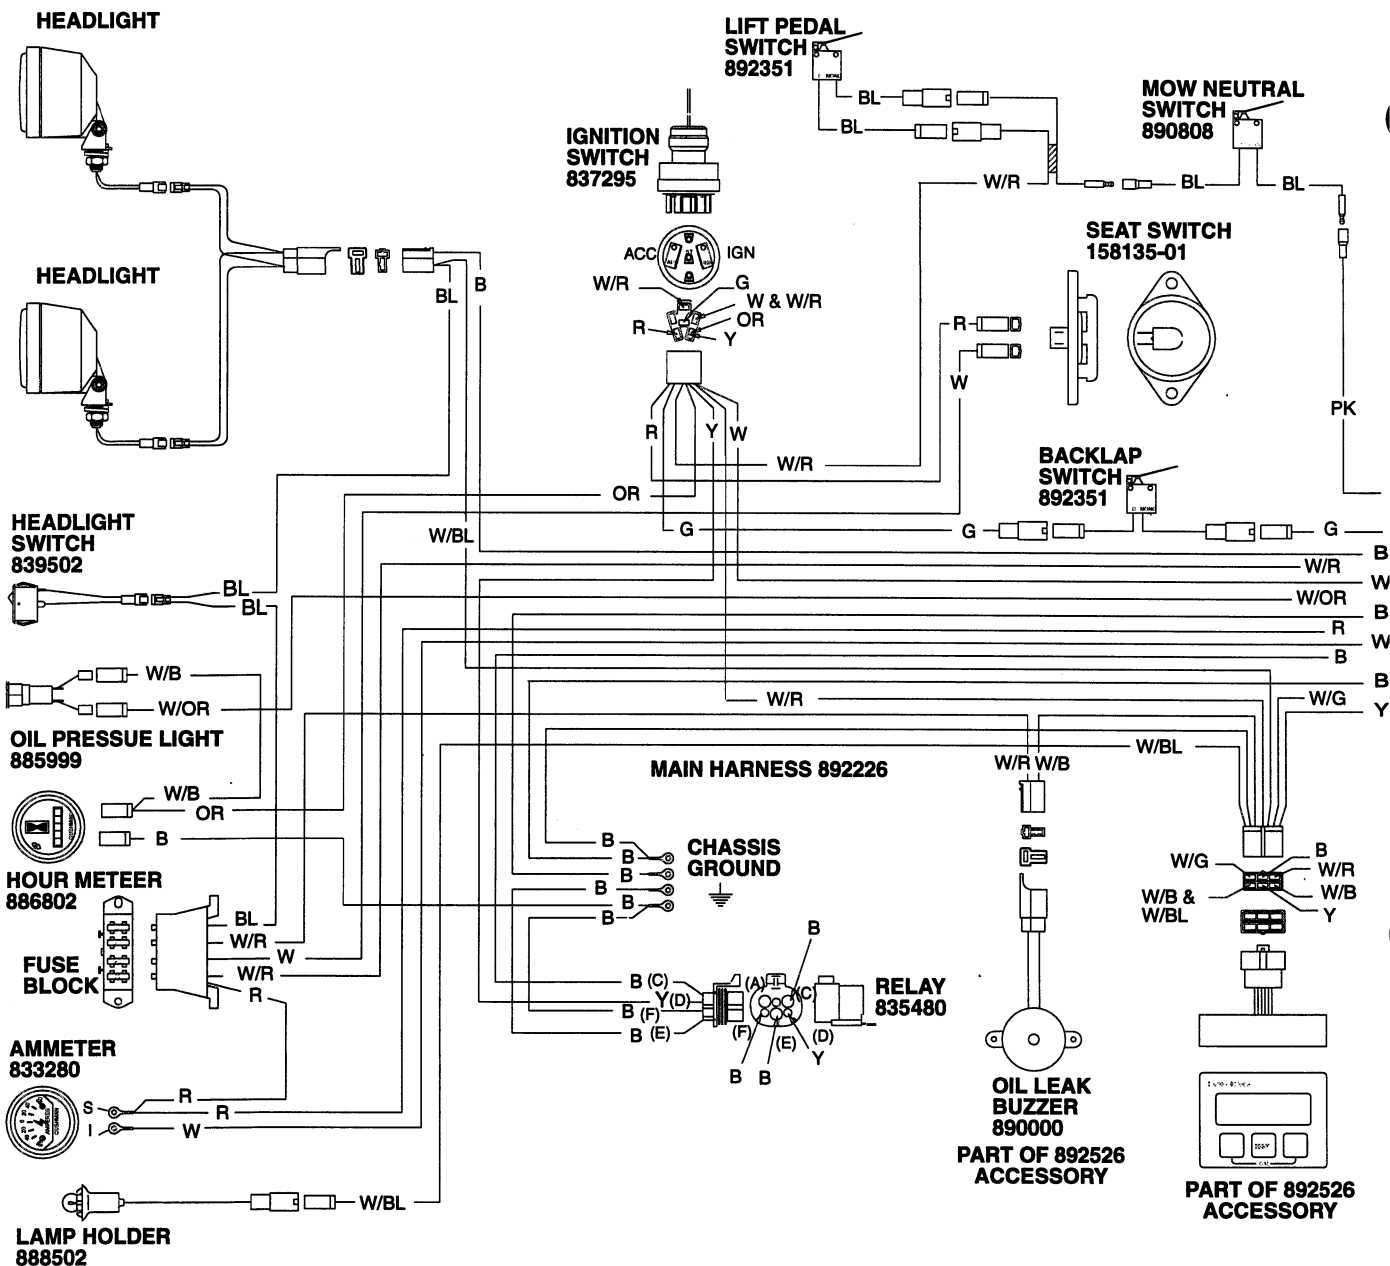 HEADLIGHT
LIFT PEDAL
SWITCH
892351
BL
BL
MOW NEUTRAL
SWITCH
890808
IGNITION
SWITCH
837295
W/R
BL
BL
HEADLIGHT
ACC
IGN
SEAT SWITCH
158135-01
BL
B
W/R
G
W & W/R
OR
R
Y
R
W
PK
R
Y
W
W/R
BACKLAP
SWITCH
892351
OR
HEADLIGHT
SWITCH
839502
W/BL
G
G
G
B
W/R
W
BL
BL
W/OR
B
R
W
B
W/B
W/OR
B
W/R
W/G
Y
OIL PRESSUE LIGHT
885999
W/BL
W/R
W/B
MAIN HARNESS 892226
W/B
OR
B
HOUR METEER
886802
B
B
B
B
B
B
CHASSIS
GROUND
W/G
B
W/R
W/B
Y
W/B &
W/BL
FUSE
BLOCK
BL
W/R
W
W/R
R
B
B (C)
Y (D)
B (F)
B (E)
(A)
(C)
(F)
(E)
(D)
Y
B
B
RELAY
835480
AMMETER
833280
S
I
R
R
W
AMPERES
CUSHMAN
OIL LEAK
BUZZER
890000
PART OF 892526
ACCESSORY
PART OF 892526
ACCESSORY
W/BL
LAMP HOLDER
888502